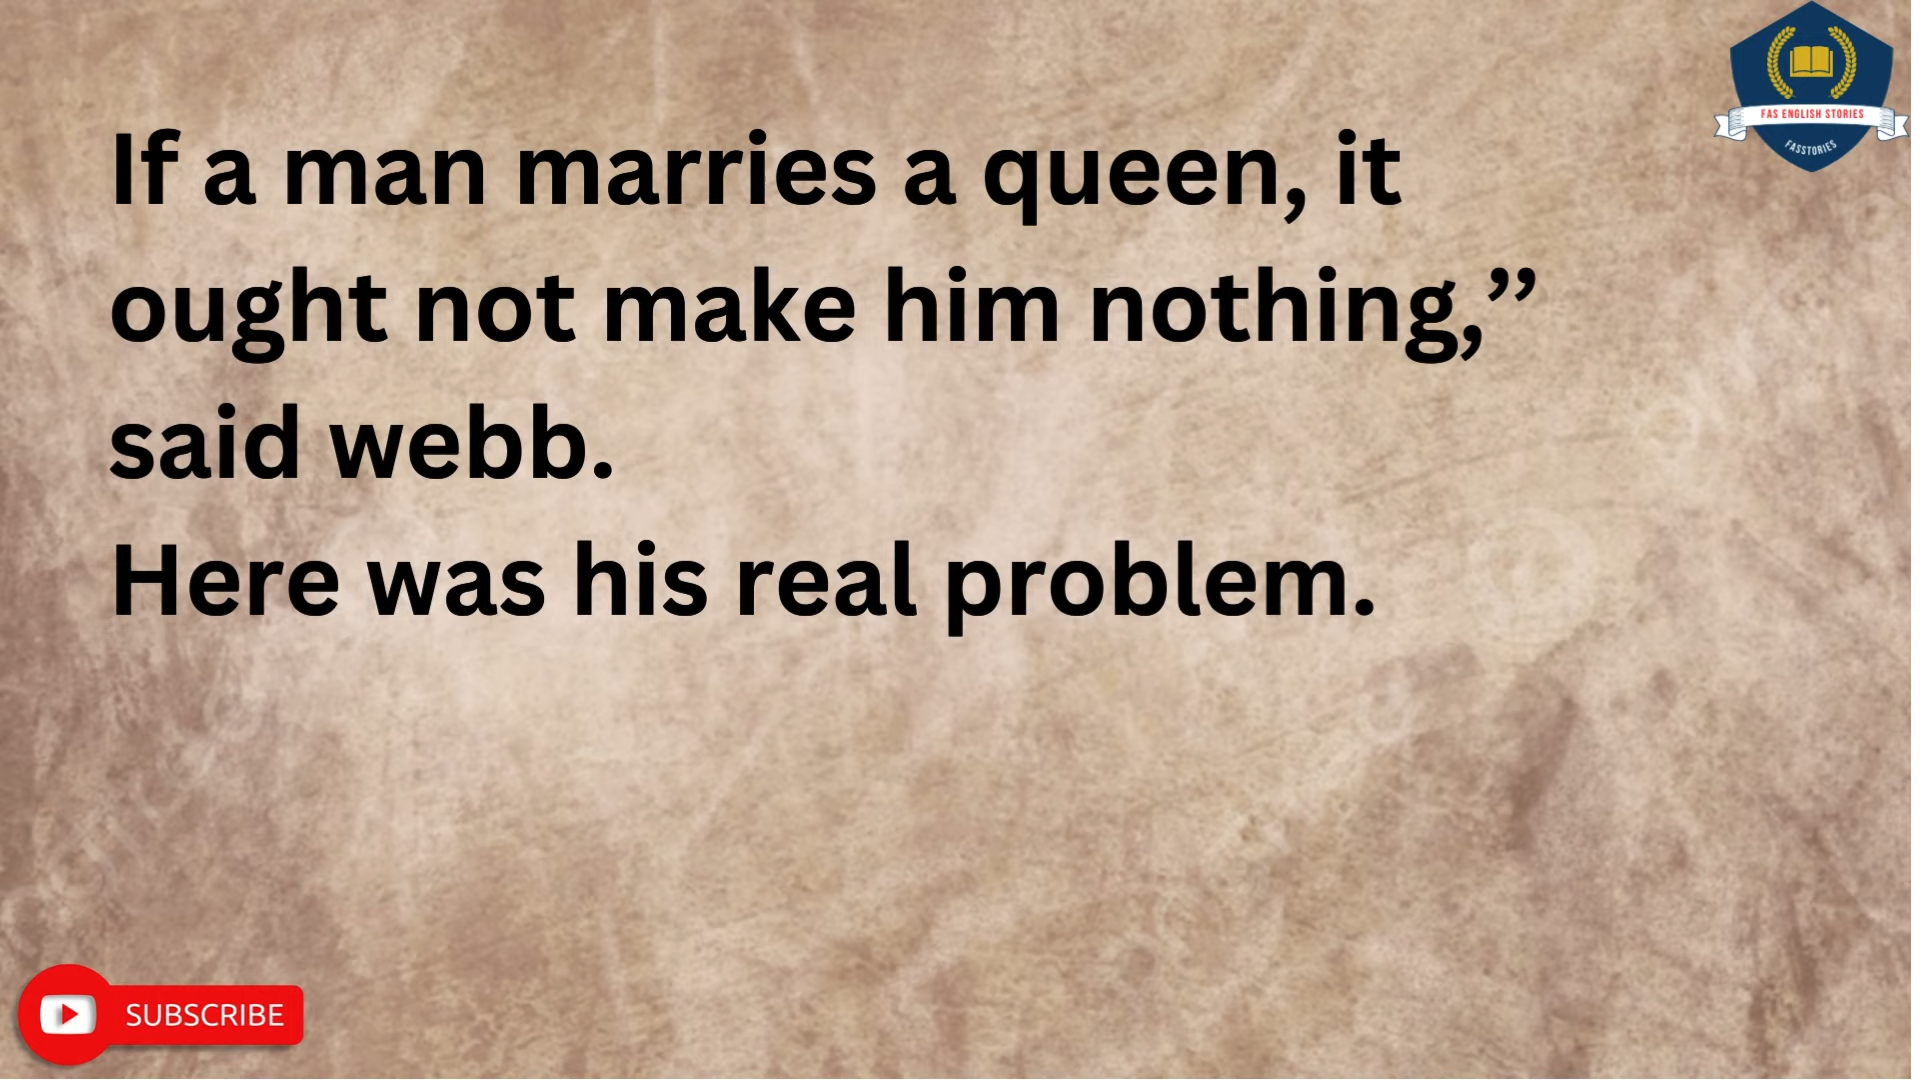 If a man marries a queen, it
ought not make him nothing,”
said webb.
Here was his real problem.
FAS ENGLISH STORIES
FASSTORIES
SUBSCRIBE